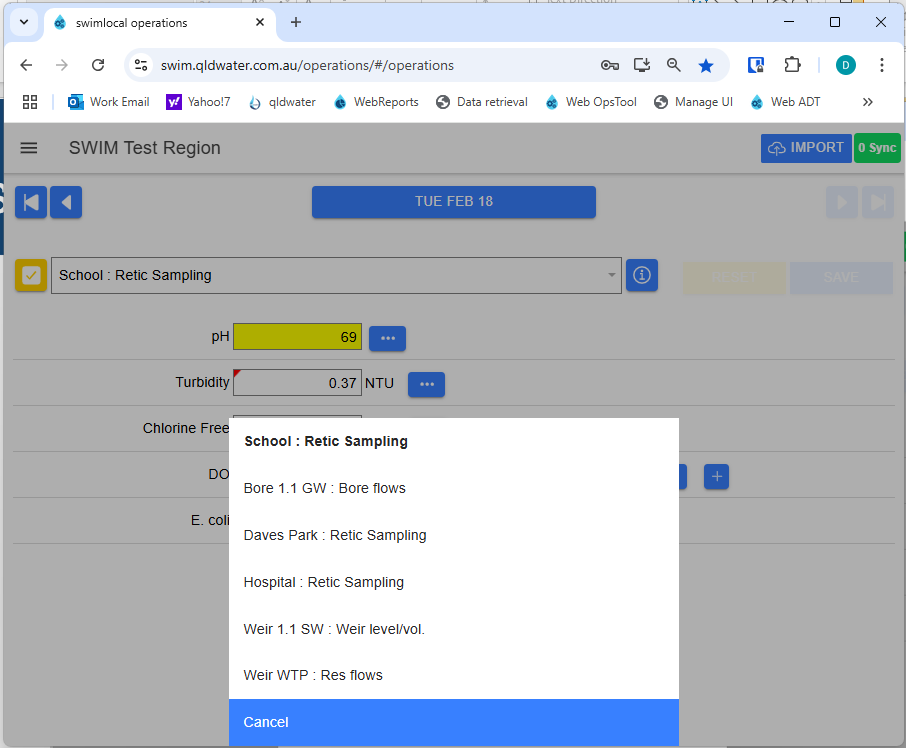 swimlocal operations
swim.qldwater.com.au/operations/#/operations
D
Work Email
Yahoo!7
qldwater
WebReports
Data retrieval
Web OpsTool
Manage UI
Web ADT
SWIM Test Region
IMPORT
0 Sync
TUE FEB 18
School : Retic Sampling
RESET
SAVE
pH 69
Turbidity 0.37 NTU
Chlorine Free
DO
E. coli
School : Retic Sampling
Bore 1.1 GW : Bore flows
Daves Park : Retic Sampling
Hospital : Retic Sampling
Weir 1.1 SW : Weir level/vol.
Weir WTP : Res flows
Cancel